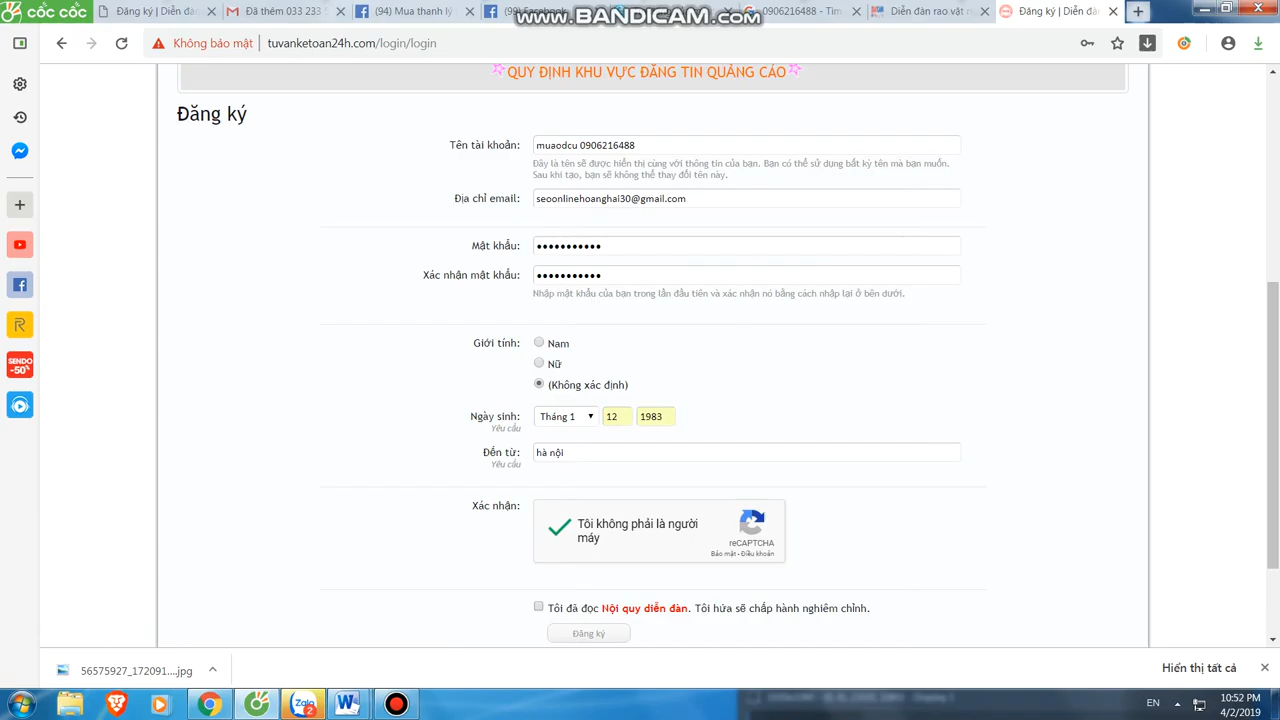 cốc cốc
Đăng ký | Diễn đàn
Đã thêm 033 233
(94) Mua thanh lý
(99) Facebook
0906216488 - Tìm
Diễn đàn rao vặt
Đăng ký | Diễn đàn
www.BANDICAM.com
Không bảo mật
tuvanketoan24h.com/login/login
QUY ĐỊNH KHU VỰC ĐĂNG TIN QUẢNG CÁO
Đăng ký
Tên tài khoản:
muaodcu 0906216488
Đây là tên sẽ được hiển thị cùng với thông tin của bạn. Bạn có thể sử dụng bất kỳ tên mà bạn muốn.
Sau khi tạo, bạn sẽ không thể thay đổi tên này.
Địa chỉ email:
seoonlinehoanghai30@gmail.com
Mật khẩu:
Xác nhận mật khẩu:
Nhập mật khẩu của bạn trong lần đầu tiên và xác nhận nó bằng cách nhập lại ở bên dưới.
Giới tính:
Nam
Nữ
(Không xác định)
Ngày sinh:
Yêu cầu
Tháng 1
12
1983
Đến từ:
Yêu cầu
hà nội
Xác nhận:
Tôi không phải là người
máy
reCAPTCHA
Bảo mật - Điều khoản
Tôi đã đọc Nội quy diễn đàn. Tôi hứa sẽ chấp hành nghiêm chỉnh.
Đăng ký
SENDO
-50%
56575927_172091....jpg
Hiển thị tất cả
Zalo
2
EN
10:52 PM
4/2/2019